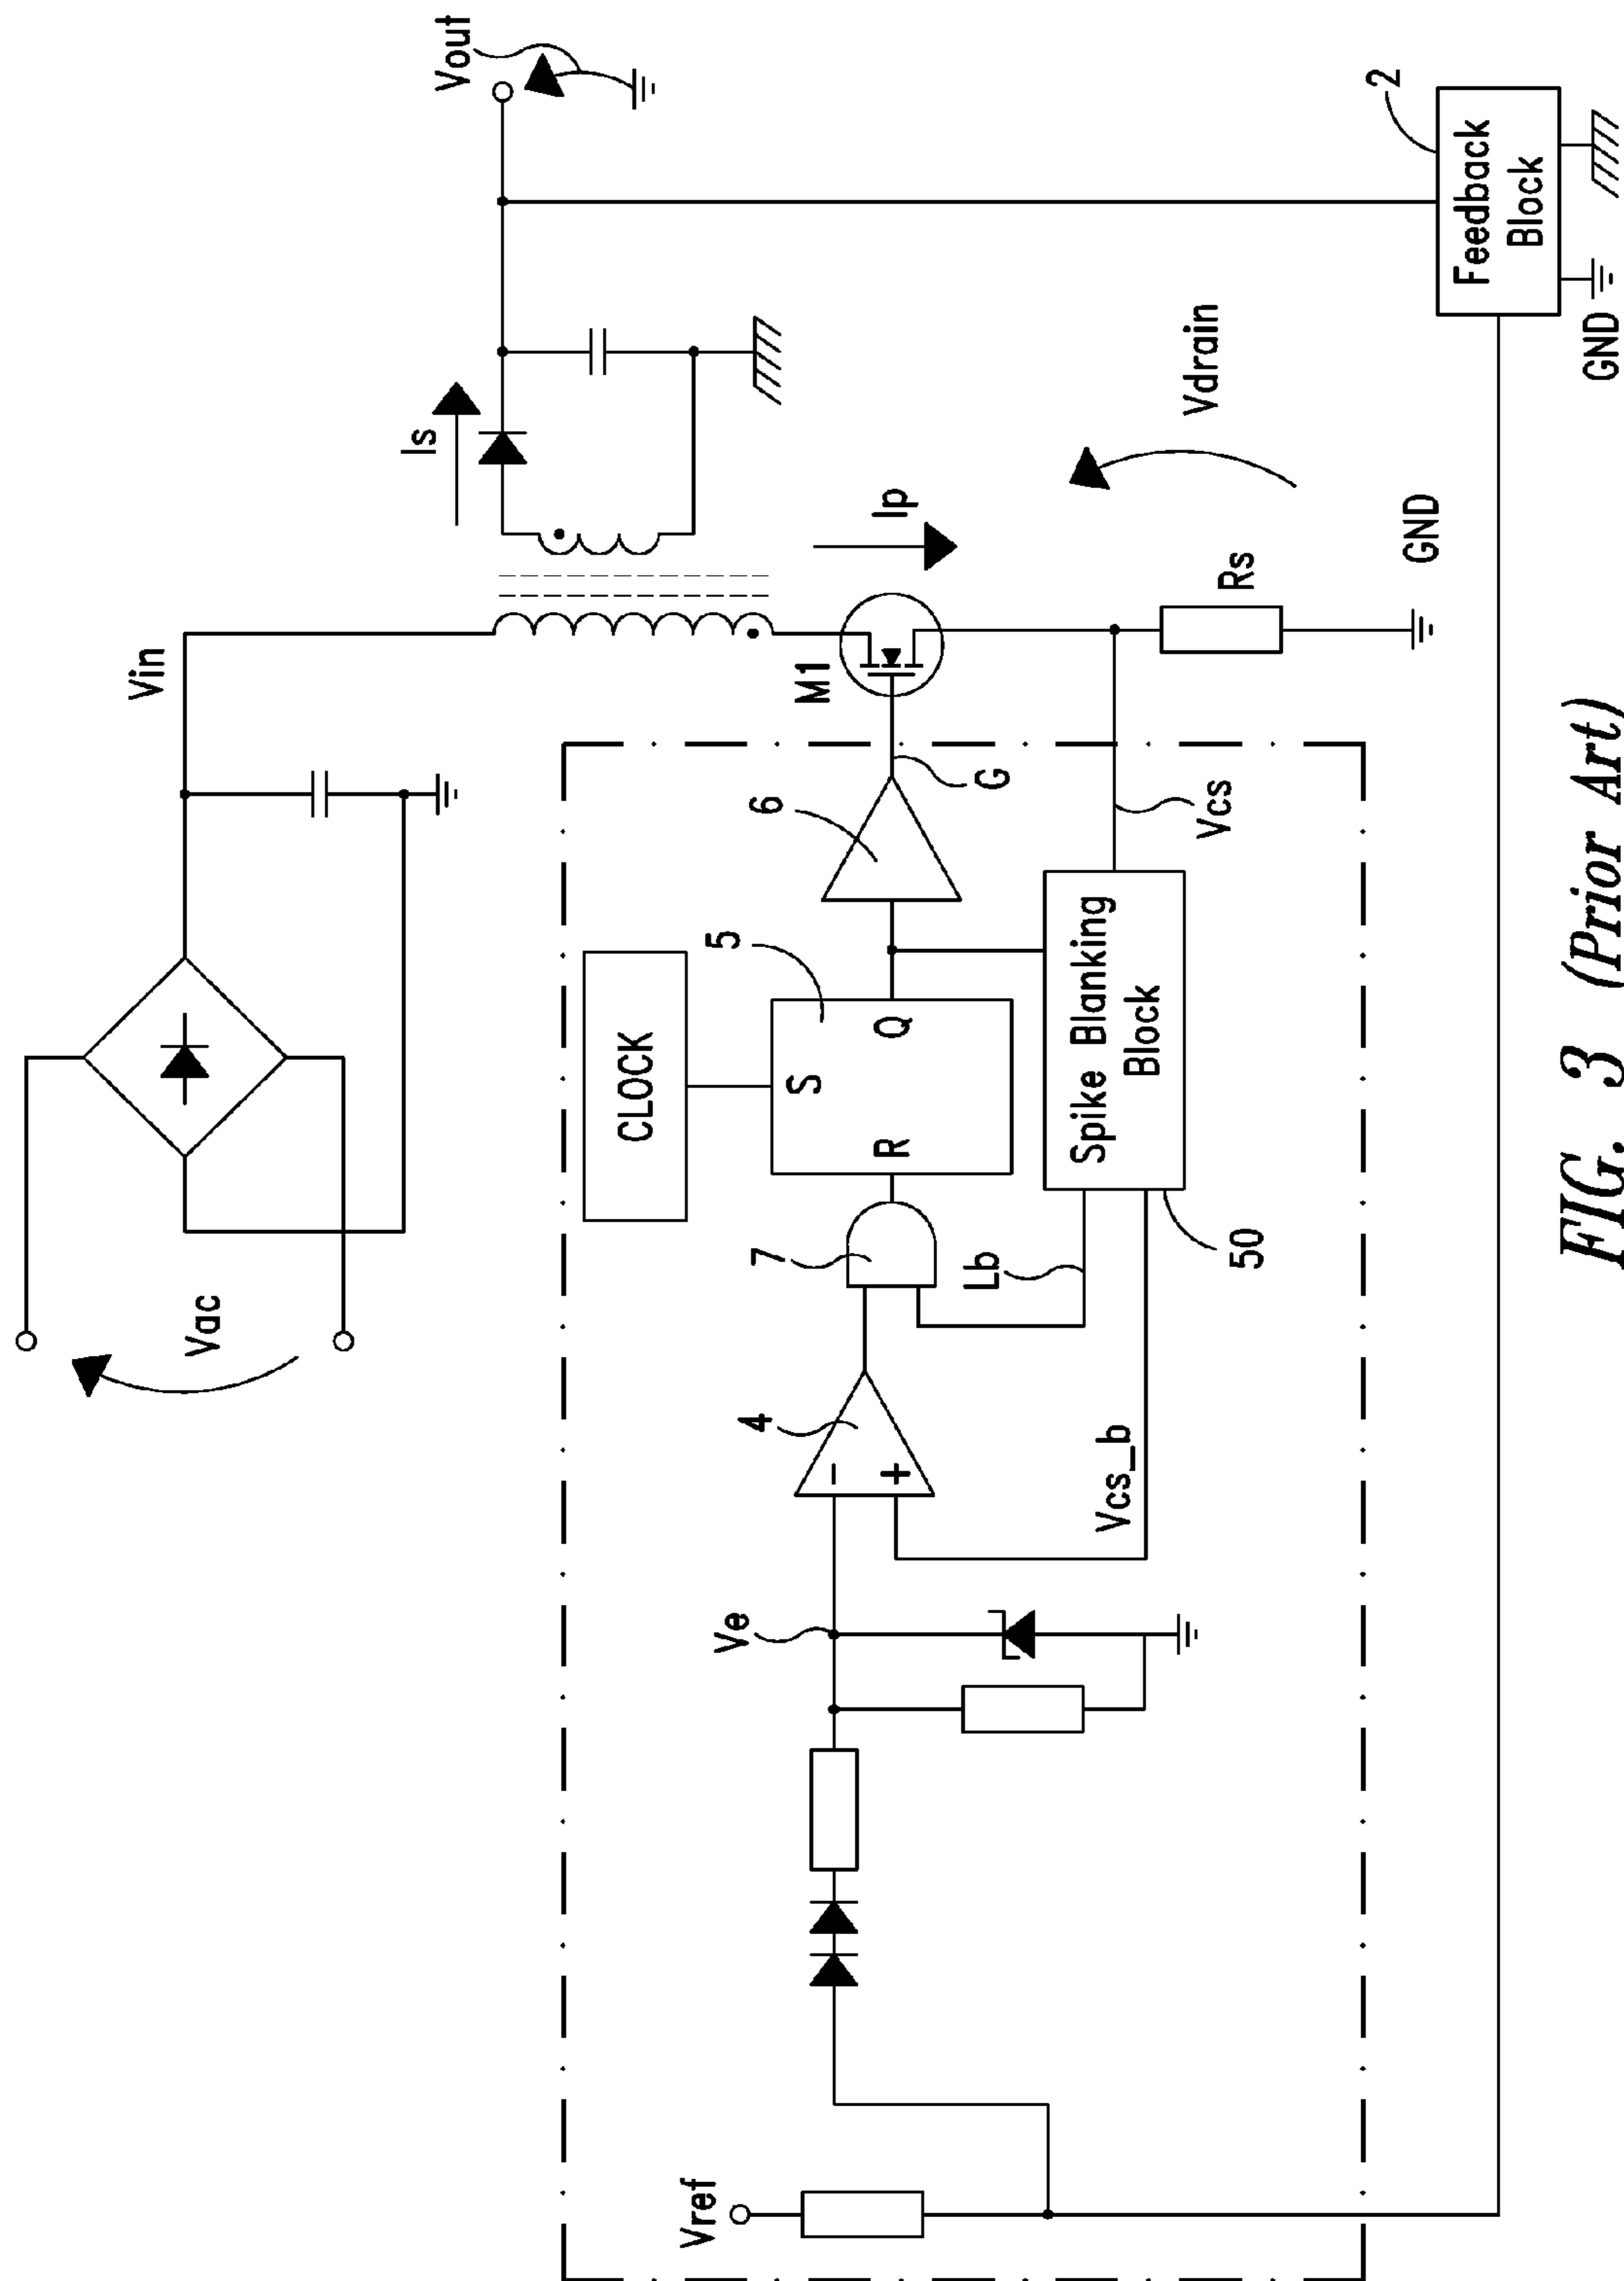 Vac
Vin
Is
Vout
Vref
Ve
4
-
+
Vcs_b
7
Lb
CLOCK
S
R
Q
5
Spike Blanking
Block
50
6
G
Vcs
M1
Ip
Rs
GND
Vdrain
2
Feedback
Block
GND
FIG. 3 (Prior Art)